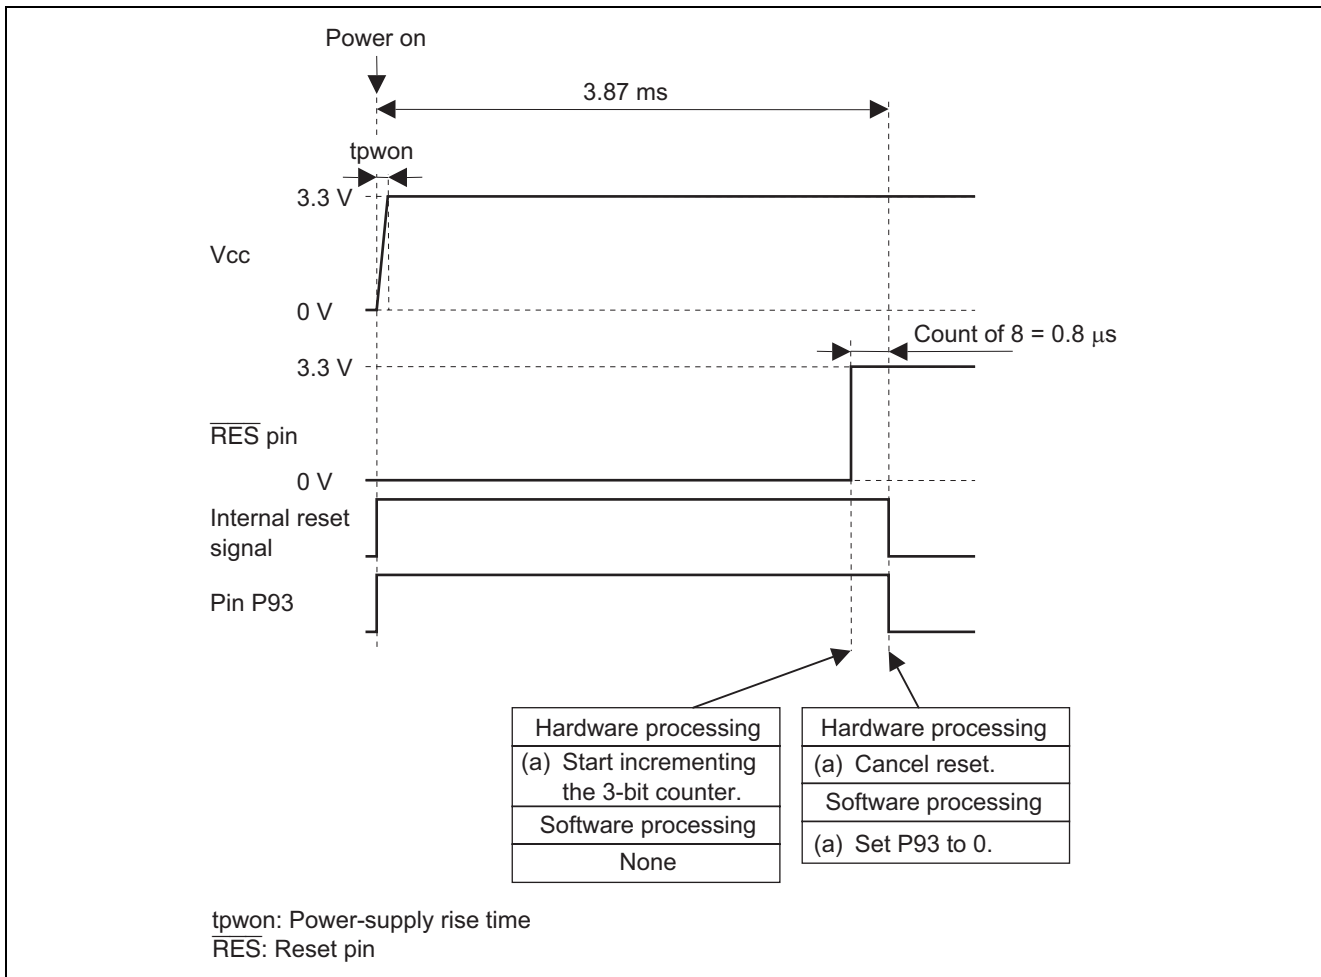 Power on
3.87 ms
tpwon
3.3 V
Vcc
0 V
Count of 8 = 0.8 μs
3.3 V
RES pin
0 V
Internal reset
signal
Pin P93
Hardware processing
(a) Start incrementing
the 3-bit counter.
Software processing
None
Hardware processing
(a) Cancel reset.
Software processing
(a) Set P93 to 0.
tpwon: Power-supply rise time
RES: Reset pin